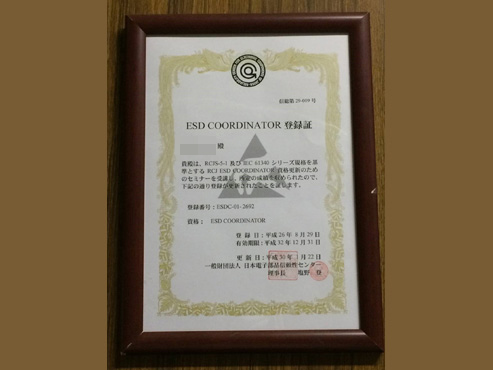 ESD COORDINATOR 登録証
殿
貴殿は、RCJS-5-1 及び IEC 61340 シリーズ規格を基
準とする RCJ ESD COORDINATOR 資格更新のため
のセミナーを受講し、所定の成績を収められたので、
下記の通り登録が更新されたことを証します。
登録番号：ESDC-01-2692
資格： ESD COORDINATOR
登 録 日：平成 26年 8月 29日
有効期限：平成 32年 12月 31日
更 新 日：平成 30年 月 22日
一般財団法人 日本電子部品信頼性センター
理事長 塩野 登